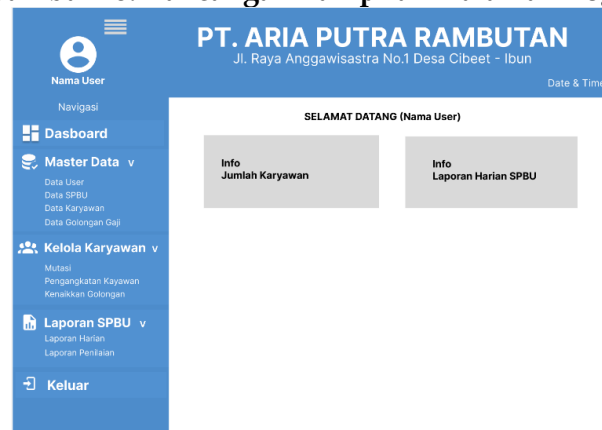 PT. ARIA PUTRA RAMBUTAN
Jl. Raya Anggawisastra No.1 Desa Cibeet - Ibun
Date & Time
Nama User
Navigasi
Dasboard
Master Data v
Data User
Data SPBU
Data Karyawan
Data Golongan Gaji
Kelola Karyawan v
Mutasi
Pengangkatan Kayawan
Kenaikkan Golongan
Laporan SPBU v
Laporan Harian
Laporan Penilaian
Keluar
SELAMAT DATANG (Nama User)
Info
Jumlah Karyawan
Info
Laporan Harian SPBU